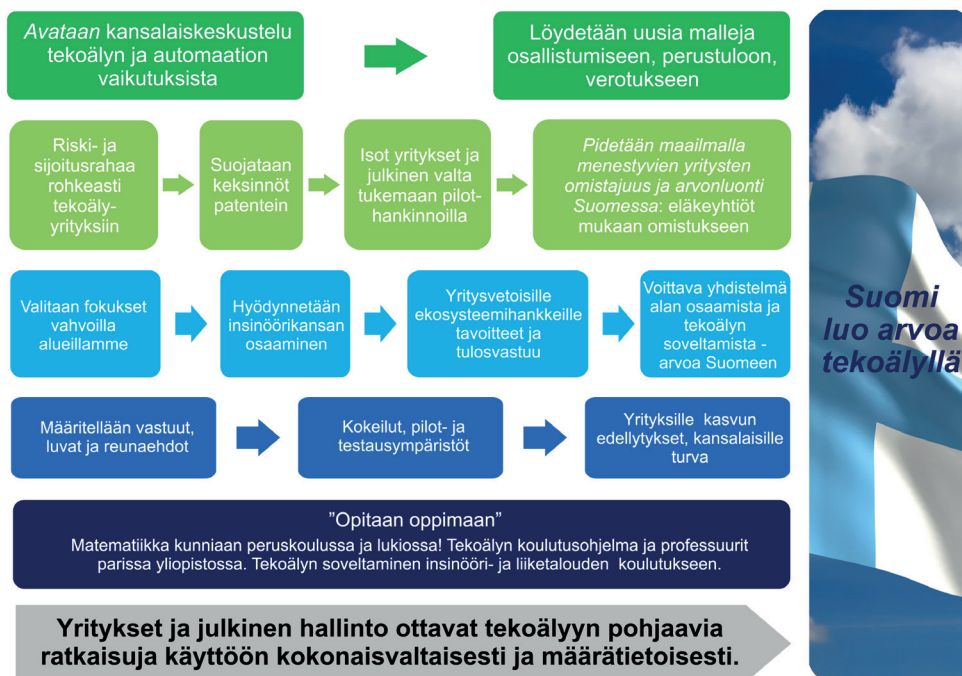 Avataan kansalaiskeskustelu
tekoälyn ja automaation
vaikutuksista
Löydetään uusia malleja
osallistumiseen, perustuloon,
verotukseen
Riski- ja
sijoitusrahaa
rohkeasti
tekoäly-
yrityksiin
Suojataan
keksinnöt
patentein
Isot yritykset ja
julkinen valta
tukemaan pilot-
hankinnoilla
Pidetään maailmalla
menestyvien yritysten
omistajuus ja arvonluonti
Suomessa: eläkeyhtiöt
mukaan omistukseen
Valitaan fokukset
vahvoilla
alueillamme
Hyödynnetään
insinöörikansan
osaaminen
Yritysvetoisille
ekosysteemihankkeille
tavoitteet ja
tulosvastuu
Voittava yhdistelmä
alan osaamista ja
tekoälyn
soveltamista -
arvoa Suomeen
Määritellään vastuut,
luvat ja reunaehdot
Kokeilut, pilot- ja
testausympäristöt
Yrityksille kasvun
edellytykset, kansalaisille
turva
”Opitaan oppimaan”
Matematiikka kunniaan peruskoulussa ja lukiossa! Tekoälyn koulutusohjelma ja professuurit
parissa yliopistossa. Tekoälyn soveltaminen insinööri- ja liiketalouden koulutukseen.
Yritykset ja julkinen hallinto ottavat tekoälyyn pohjaavia
ratkaisuja käyttöön kokonaisvaltaisesti ja määrätietoisesti.
Suomi
luo arvoa
tekoälyllä